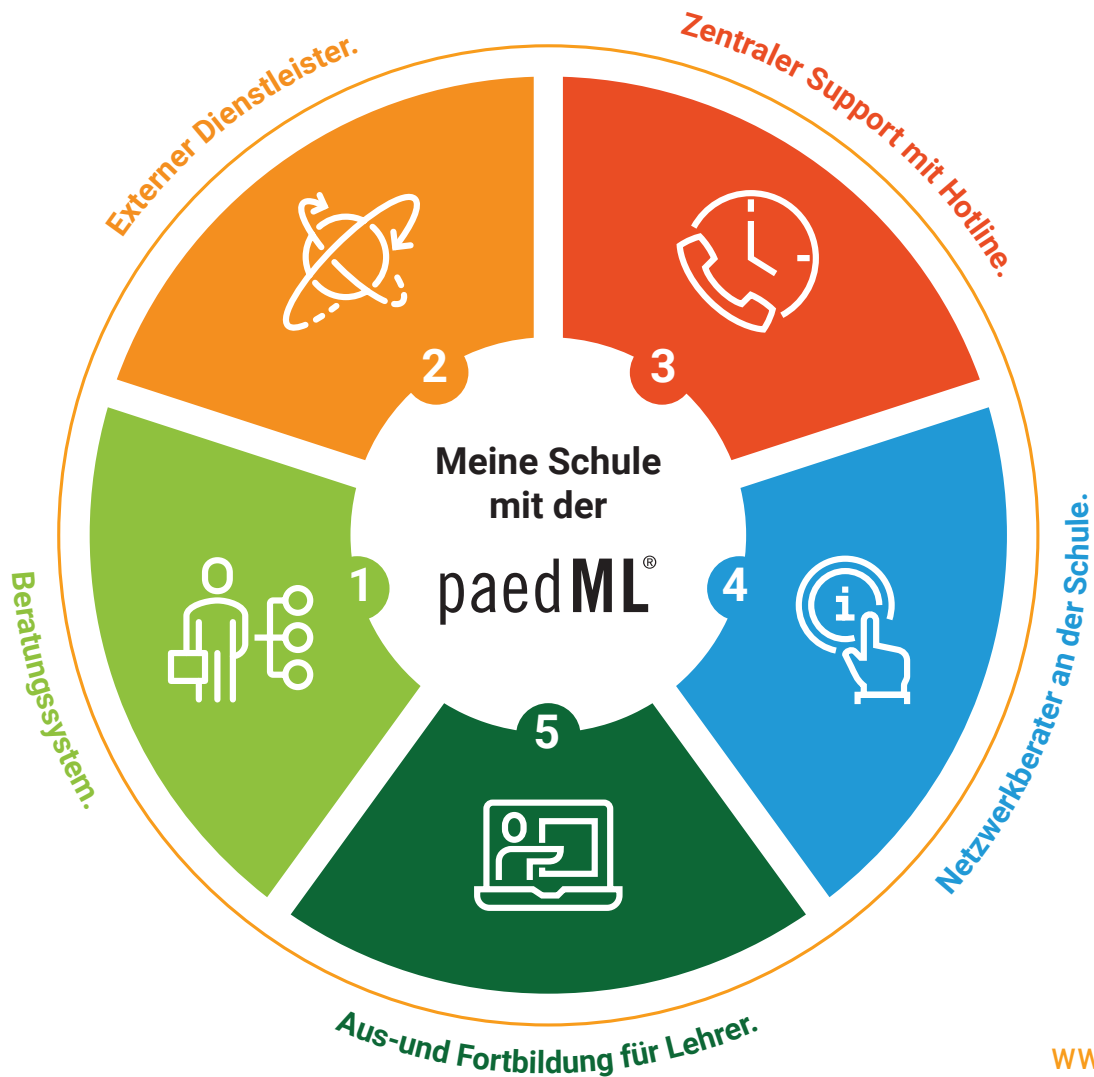 Externer Dienstleister.
Zentraler Support mit Hotline.
2
3
Meine Schule
mit der
paedML®
1
4
Beratungssystem.
Netzwerkberater an der Schule.
5
Aus-und Fortbildung für Lehrer.